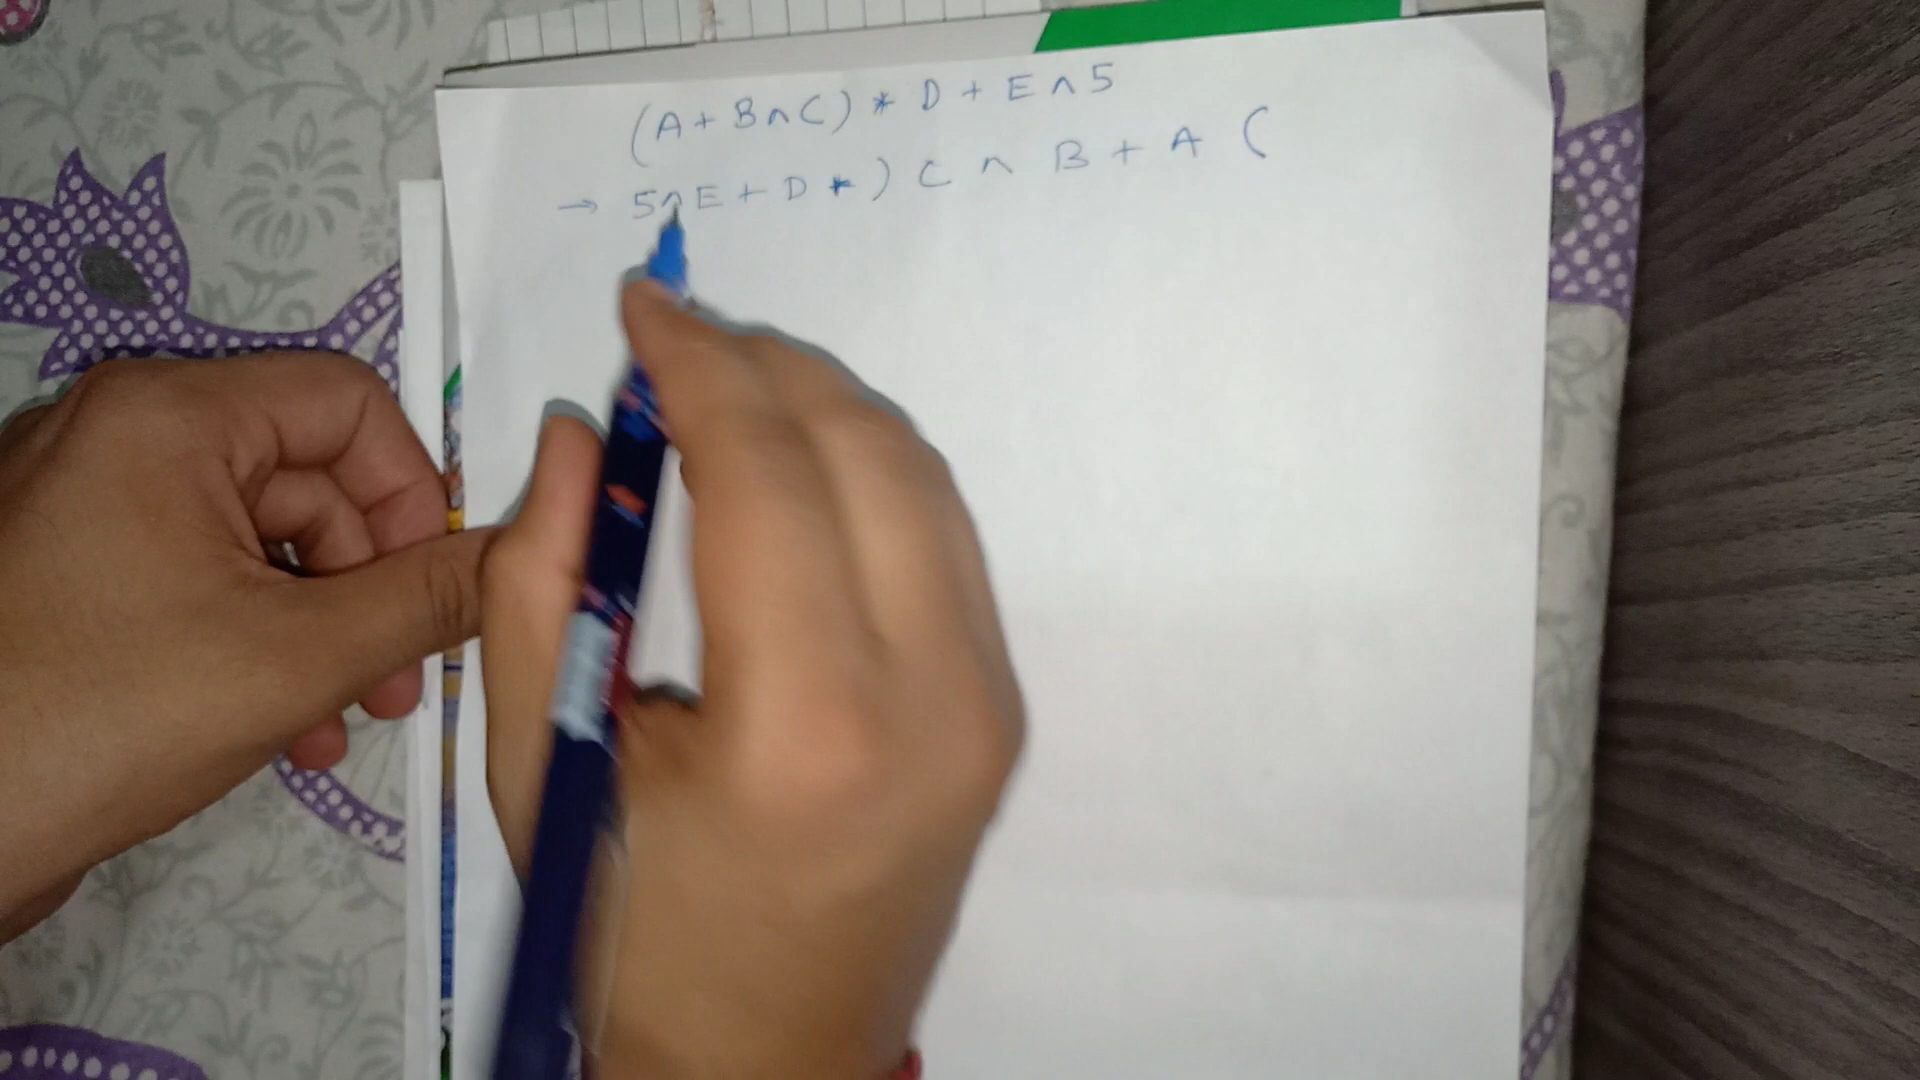 (A + B ^ C) * D + E ^ 5
→ 5 ^ E + D * ) C ^ B + A (